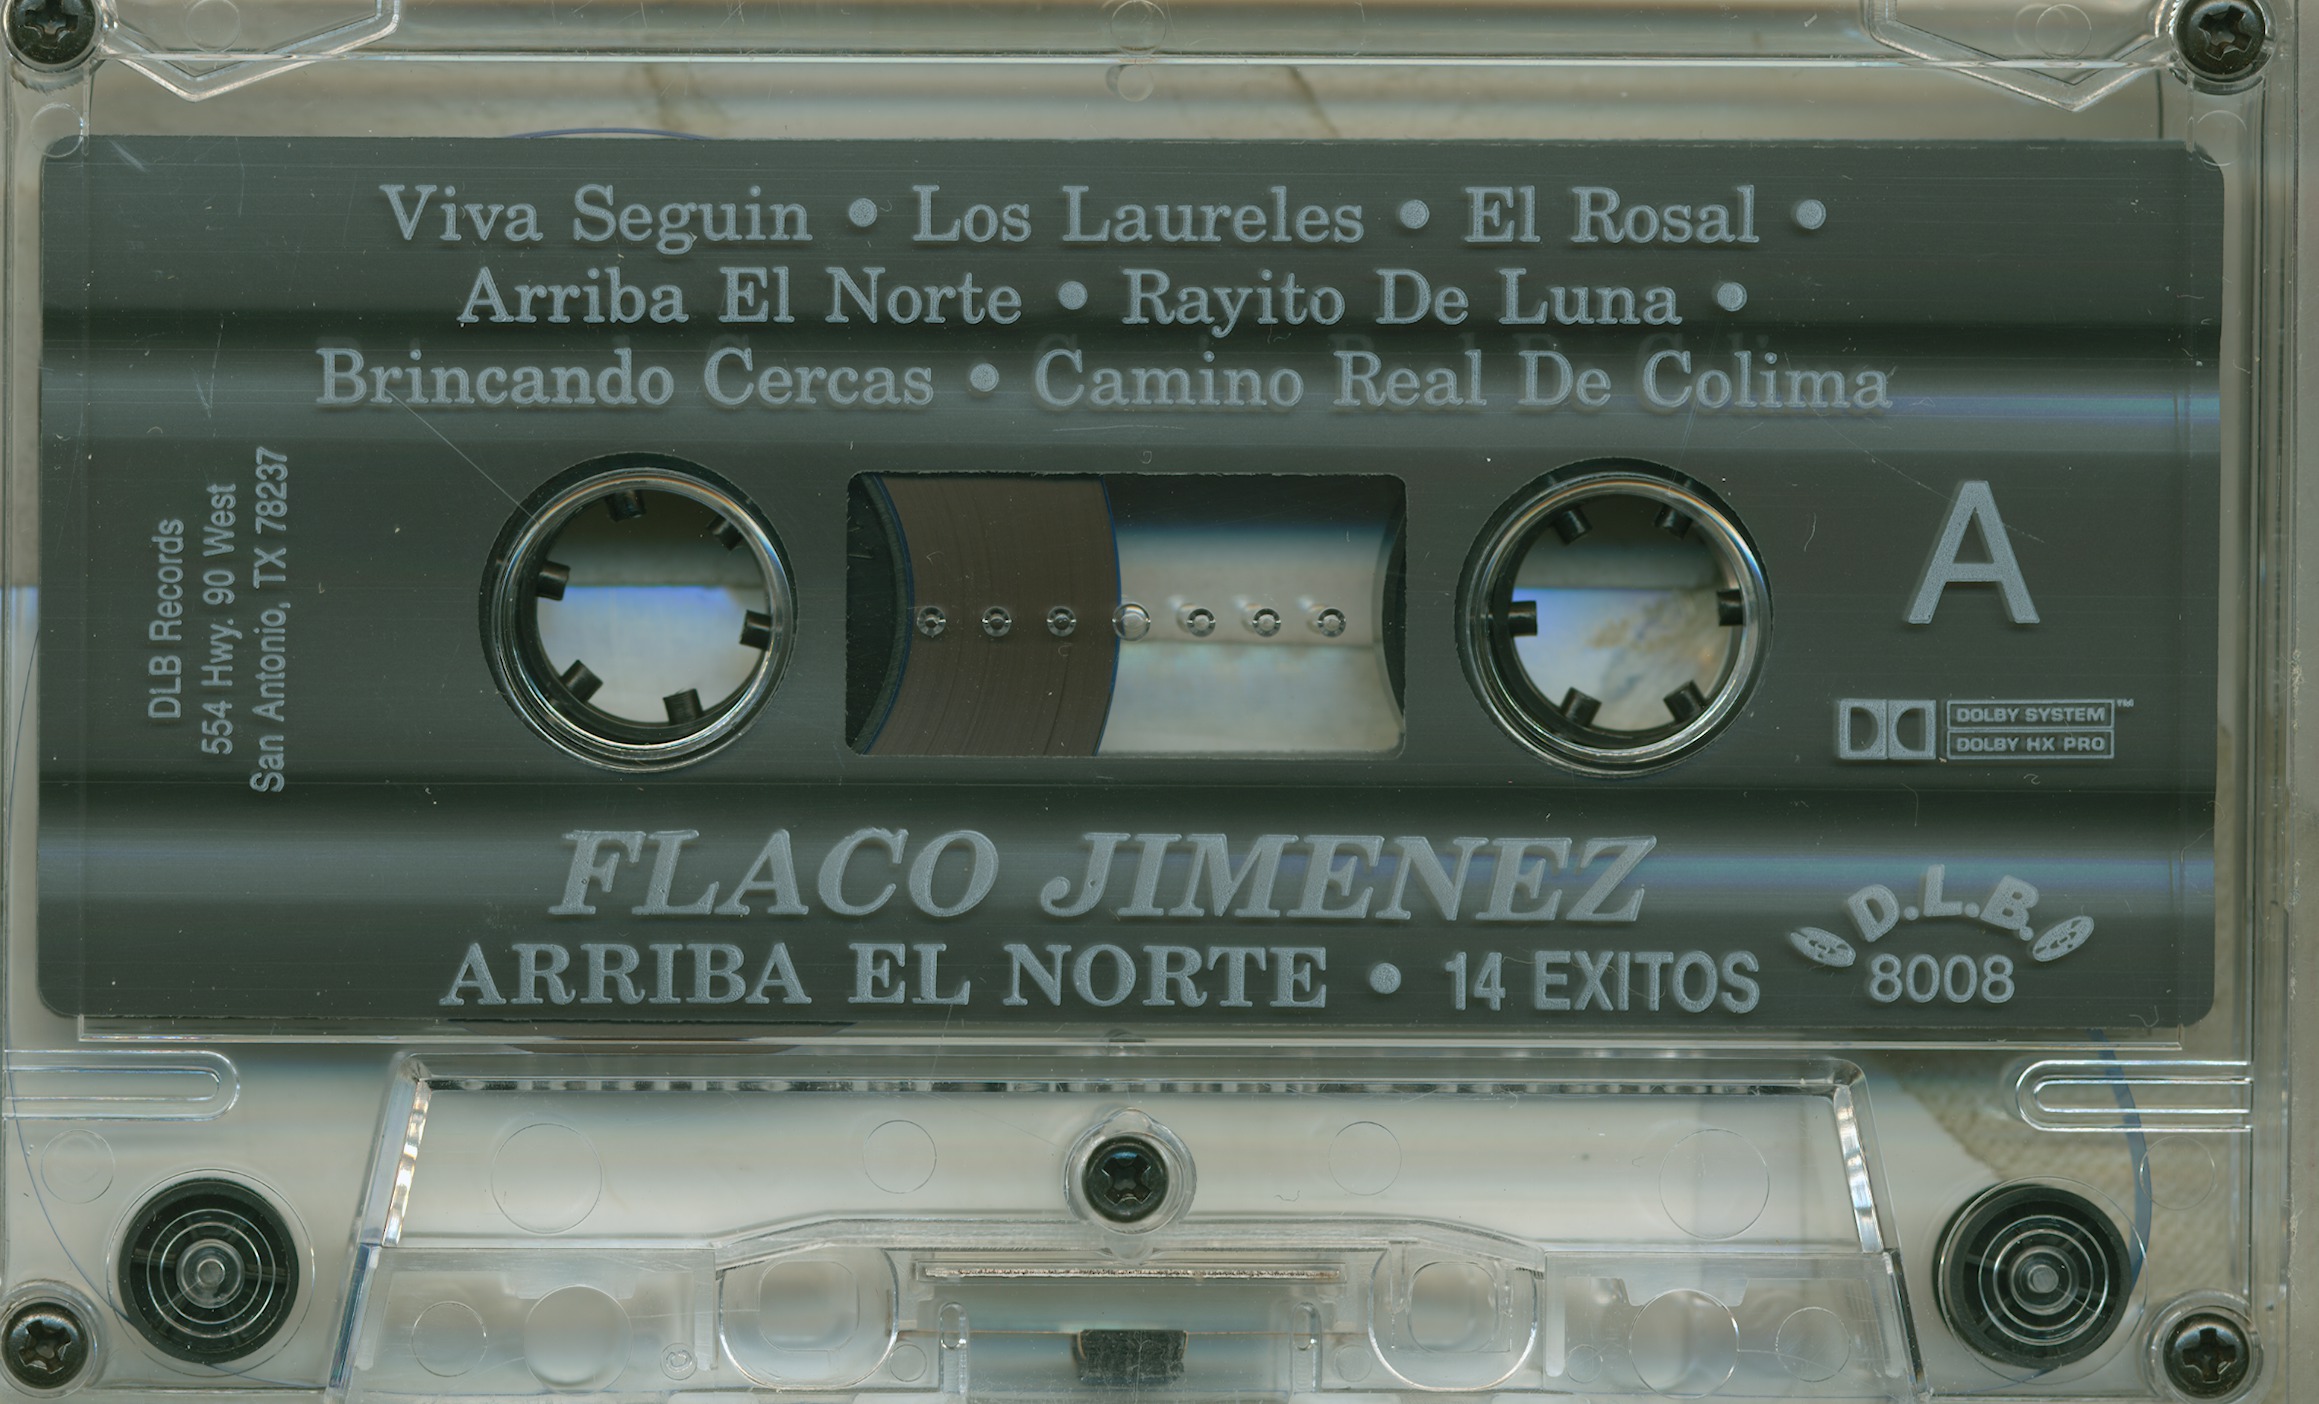 Viva Seguin • Los Laureles • El Rosal •
Arriba El Norte • Rayito De Luna •
Brincando Cercas • Camino Real De Colima
DLB Records
554 Hwy. 90 West
San Antonio, TX 78237
A
DOLBY SYSTEM™
DOLBY HX PRO
FLACO JIMENEZ
ARRIBA EL NORTE • 14 EXITOS
D.L.B.
8008